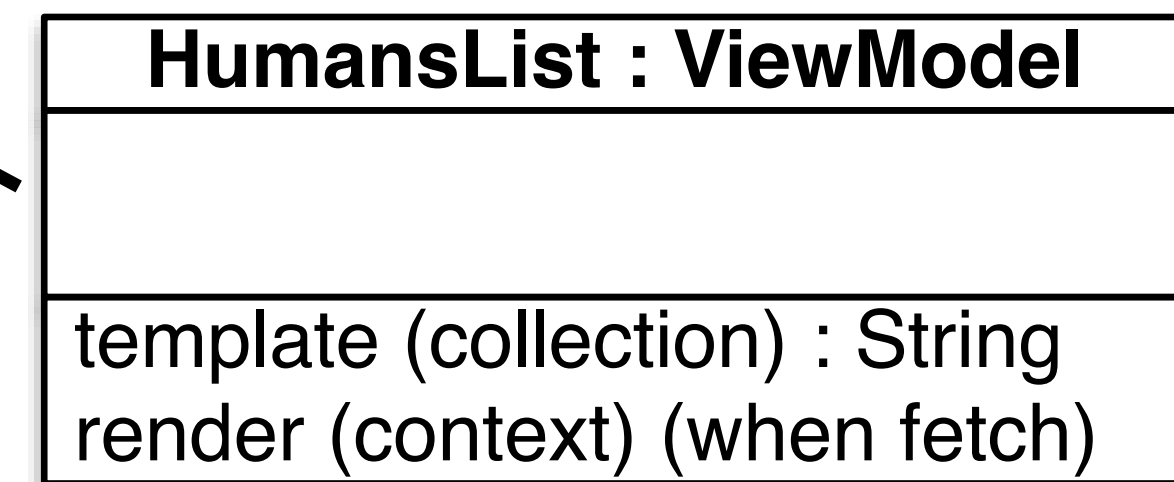 HumansList : ViewModel
template (collection) : String
render (context) (when fetch)